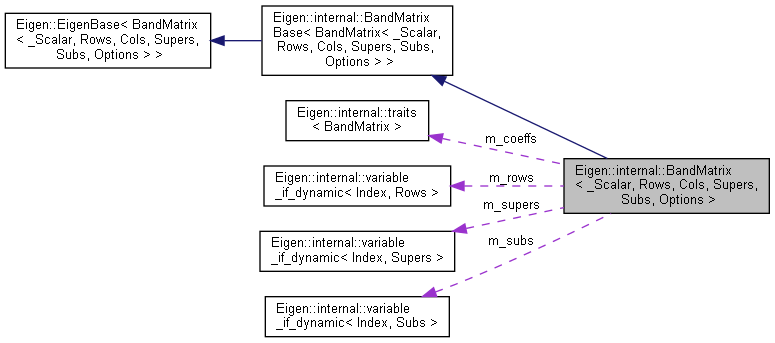 Eigen::EigenBase< BandMatrix
< _Scalar, Rows, Cols, Supers,
Subs, Options > >
Eigen::internal::BandMatrix
Base< BandMatrix< _Scalar,
Rows, Cols, Supers, Subs,
Options > >
Eigen::internal::traits
< BandMatrix >
m_coeffs
Eigen::internal::variable
_if_dynamic< Index, Rows >
m_rows
Eigen::internal::BandMatrix
< _Scalar, Rows, Cols, Supers,
Subs, Options >
m_supers
Eigen::internal::variable
_if_dynamic< Index, Supers >
m_subs
Eigen::internal::variable
_if_dynamic< Index, Subs >